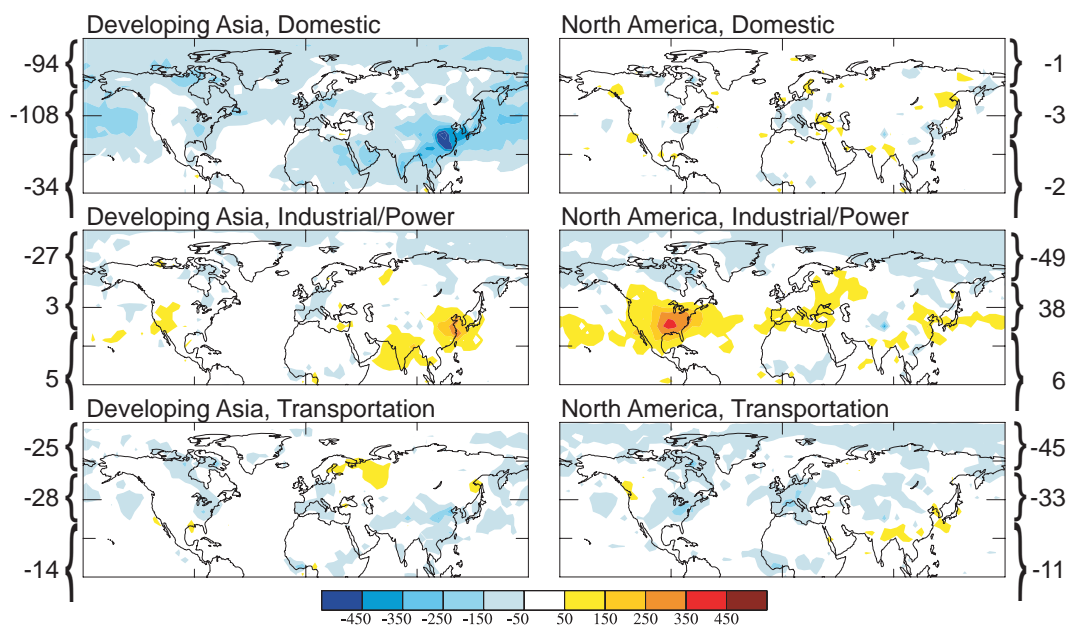 Developing Asia, Domestic
North America, Domestic
-94
-108
-34
-1
-3
-2
Developing Asia, Industrial/Power
North America, Industrial/Power
-27
3
5
-49
38
6
Developing Asia, Transportation
North America, Transportation
-25
-28
-14
-45
-33
-11
-450 -350 -250 -150 -50 50 150 250 350 450